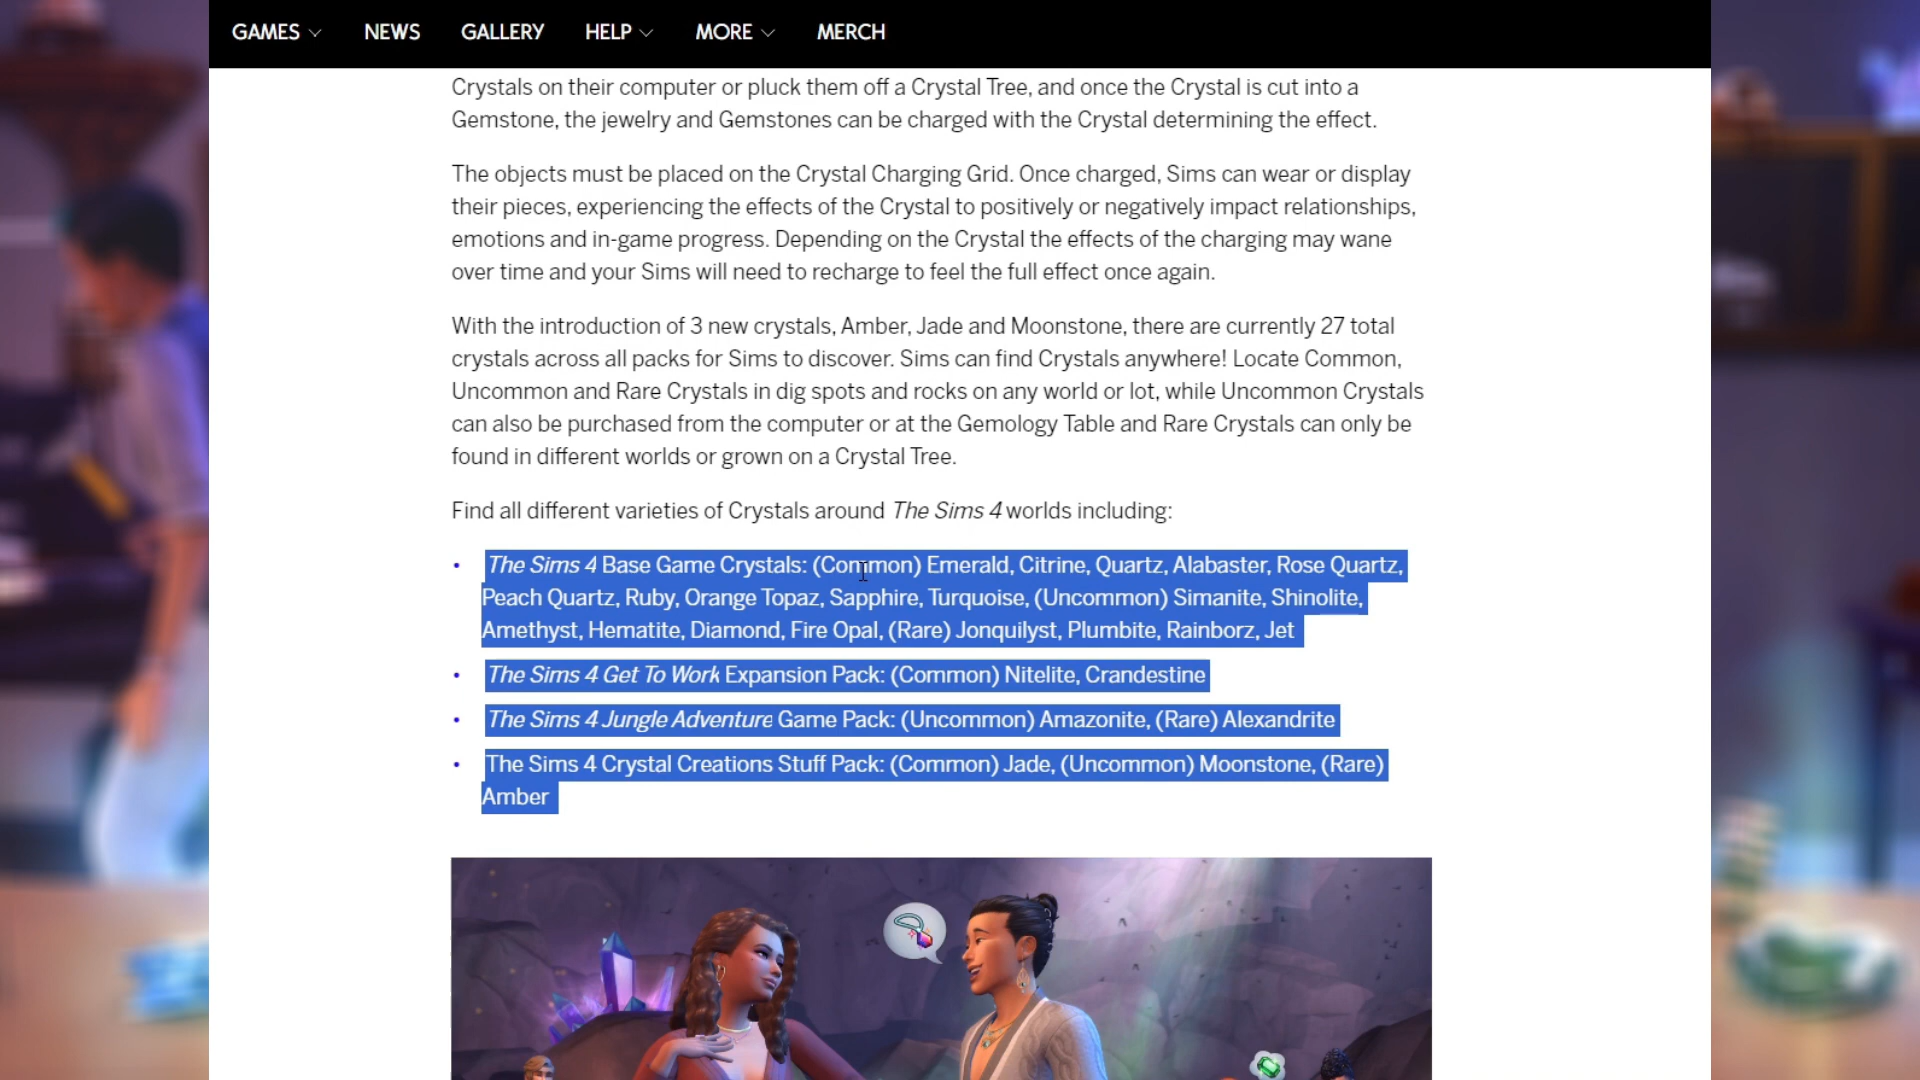 GAMES NEWS GALLERY HELP MORE MERCH
Crystals on their computer or pluck them off a Crystal Tree, and once the Crystal is cut into a
Gemstone, the jewelry and Gemstones can be charged with the Crystal determining the effect.
The objects must be placed on the Crystal Charging Grid. Once charged, Sims can wear or display
their pieces, experiencing the effects of the Crystal to positively or negatively impact relationships,
emotions and in-game progress. Depending on the Crystal the effects of the charging may wane
over time and your Sims will need to recharge to feel the full effect once again.
With the introduction of 3 new crystals, Amber, Jade and Moonstone, there are currently 27 total
crystals across all packs for Sims to discover. Sims can find Crystals anywhere! Locate Common,
Uncommon and Rare Crystals in dig spots and rocks on any world or lot, while Uncommon Crystals
can also be purchased from the computer or at the Gemology Table and Rare Crystals can only be
found in different worlds or grown on a Crystal Tree.
Find all different varieties of Crystals around The Sims 4 worlds including:
• The Sims 4 Base Game Crystals: (Common) Emerald, Citrine, Quartz, Alabaster, Rose Quartz,
Peach Quartz, Ruby, Orange Topaz, Sapphire, Turquoise, (Uncommon) Simanite, Shinolite,
Amethyst, Hematite, Diamond, Fire Opal, (Rare) Jonquilyst, Plumbite, Rainborz, Jet
• The Sims 4 Get To Work Expansion Pack: (Common) Nitelite, Crandestine
• The Sims 4 Jungle Adventure Game Pack: (Uncommon) Amazonite, (Rare) Alexandrite
• The Sims 4 Crystal Creations Stuff Pack: (Common) Jade, (Uncommon) Moonstone, (Rare)
Amber